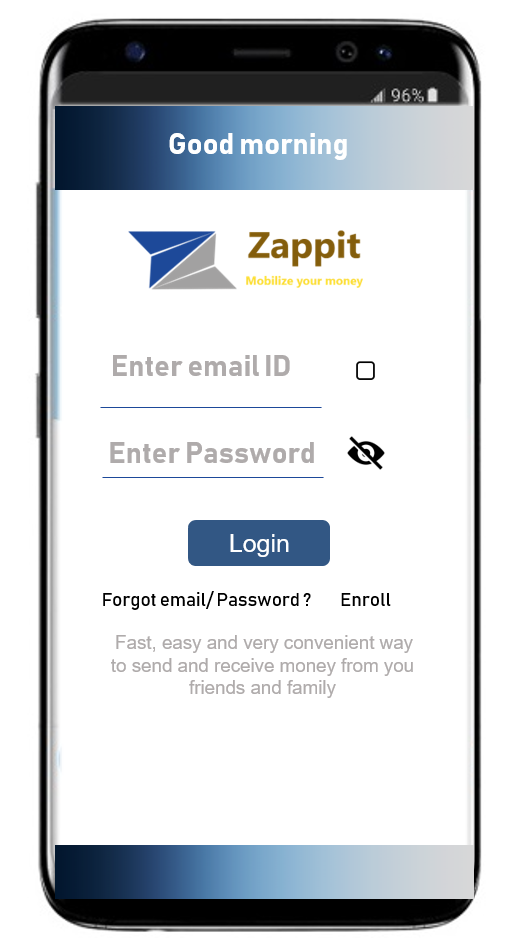 96%
Good morning
Zappit
Mobilize your money
Enter email ID
Enter Password
Login
Forgot email/ Password ? Enroll
Fast, easy and very convenient way
to send and receive money from you
friends and family